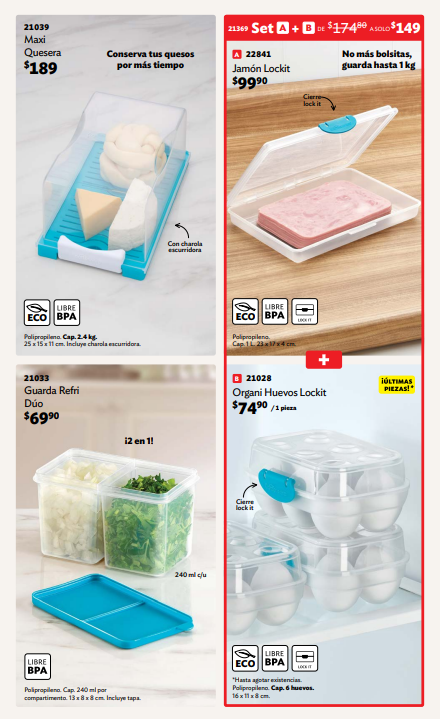 21039
Maxi
Quesera
$189
Conserva tus quesos
por más tiempo
Con charola
escurridora
ECO
LIBRE
BPA
Polipropileno. Cap. 2.4 kg.
25 x 15 x 11 cm. Incluye charola escurridora.
21369 Set A + B DE $174.80 A SOLO $149
A 22841
Jamón Lockit
$99.90
No más bolsitas,
guarda hasta 1 kg
Cierre
lock it
ECO
LIBRE
BPA
LOCK IT
Polipropileno.
Cap. 1 L. 23 x 17 x 4 cm.
+
21033
Guarda Refri
Dúo
$69.90
¡2 en 1!
240 ml c/u
LIBRE
BPA
Polipropileno. Cap. 240 ml por
compartimento. 13 x 8 x 8 cm. Incluye tapa.
B 21028
Organi Huevos Lockit
$74.90 / 1 pieza
¡ÚLTIMAS
PIEZAS!*
Cierre
lock it
ECO
LIBRE
BPA
LOCK IT
*Hasta agotar existencias.
Polipropileno. Cap. 6 huevos.
16 x 11 x 8 cm.